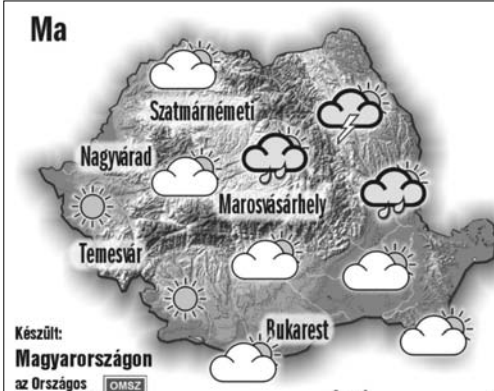 Ma
Szatmárnémeti
Nagyvárad
Marosvásárhely
Temesvár
Bukarest
Készült:
Magyarországon
az Országos OMSZ